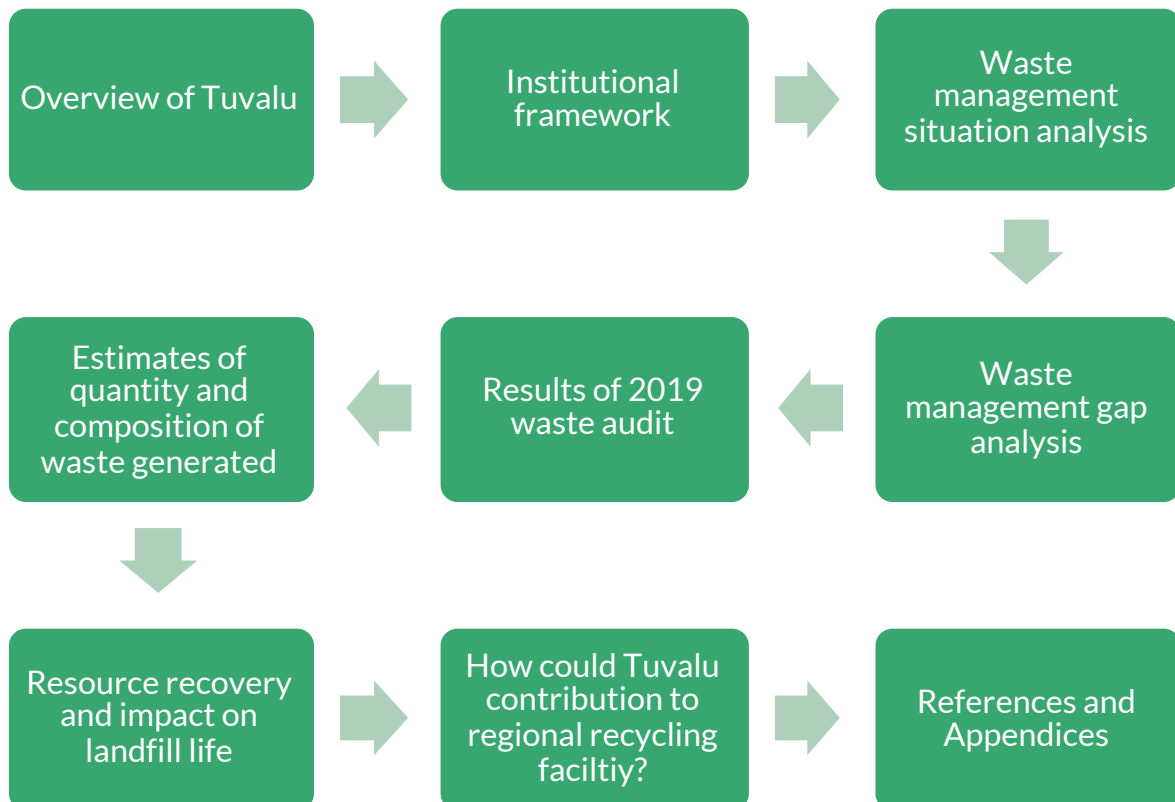 Overview of Tuvalu
Institutional
framework
Waste
management
situation analysis
Waste
management gap
analysis
Results of 2019
waste audit
Estimates of
quantity and
composition of
waste generated
Resource recovery
and impact on
landfill life
How could Tuvalu
contribution to
regional recycling
faciltiy?
References and
Appendices